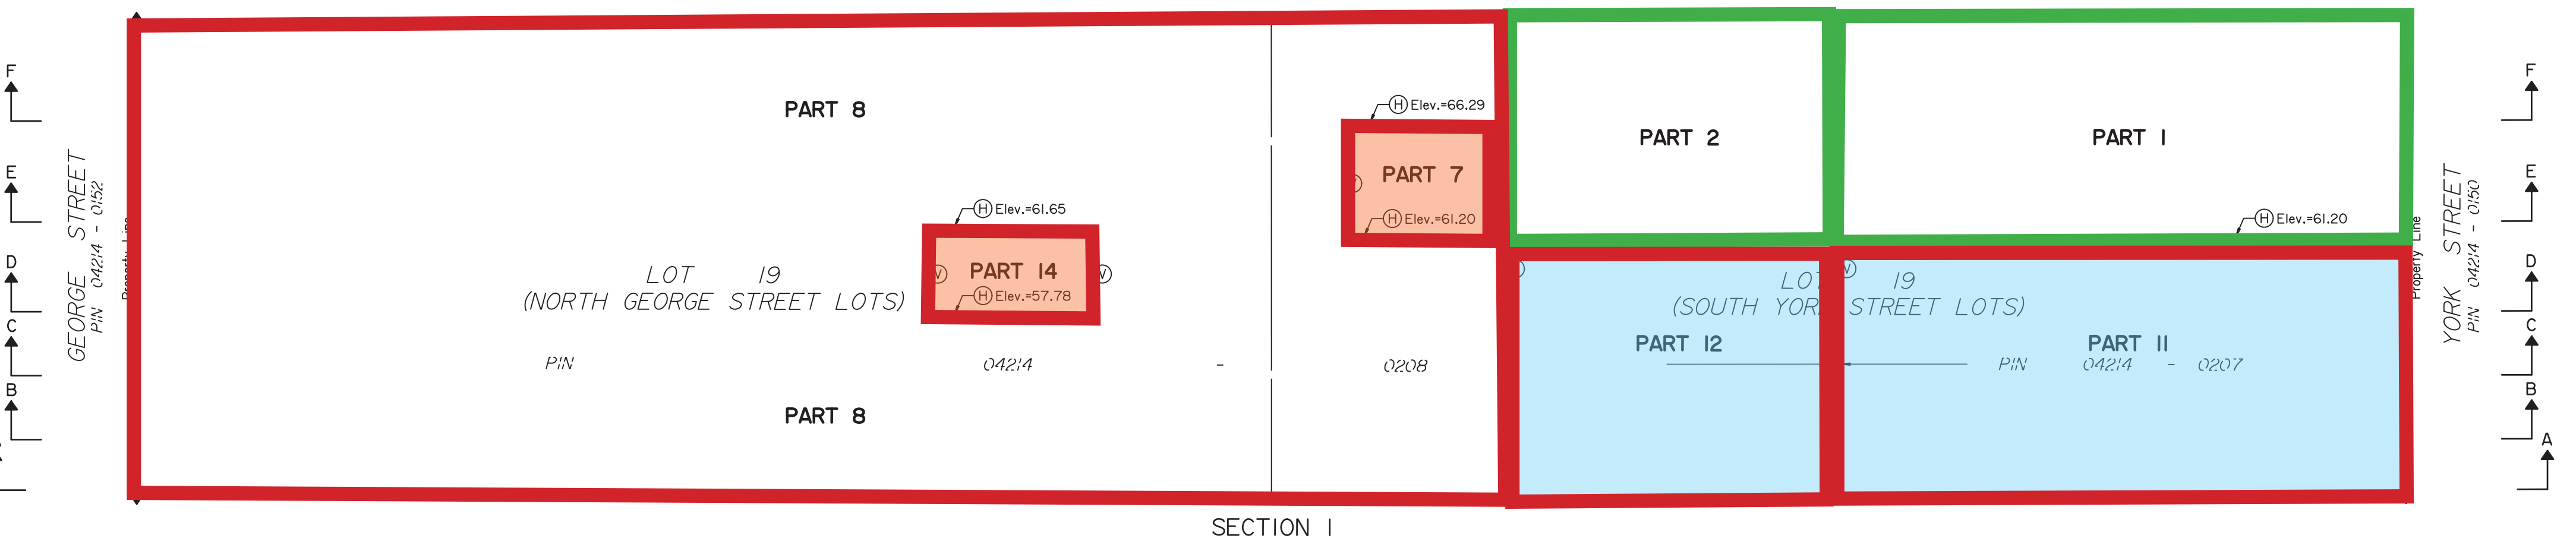 F
E
D
C
B
GEORGE STREET
PIN 04214 - 0152
PART 8
LOT 19
(NORTH GEORGE STREET LOTS)
H Elev.=61.65
V PART 14 V
H Elev.=57.78
PIN 04214 - 0208
PART 8
H Elev.=66.29
PART 7
H Elev.=61.20
PART 2
PART 1
H Elev.=61.20
V
LOT 19
(SOUTH YORK STREET LOTS)
PART 12
PART 11
PIN 04214 - 0207
Property Line
YORK STREET
PIN 04214 - 0150
F
E
D
C
B
A
SECTION 1